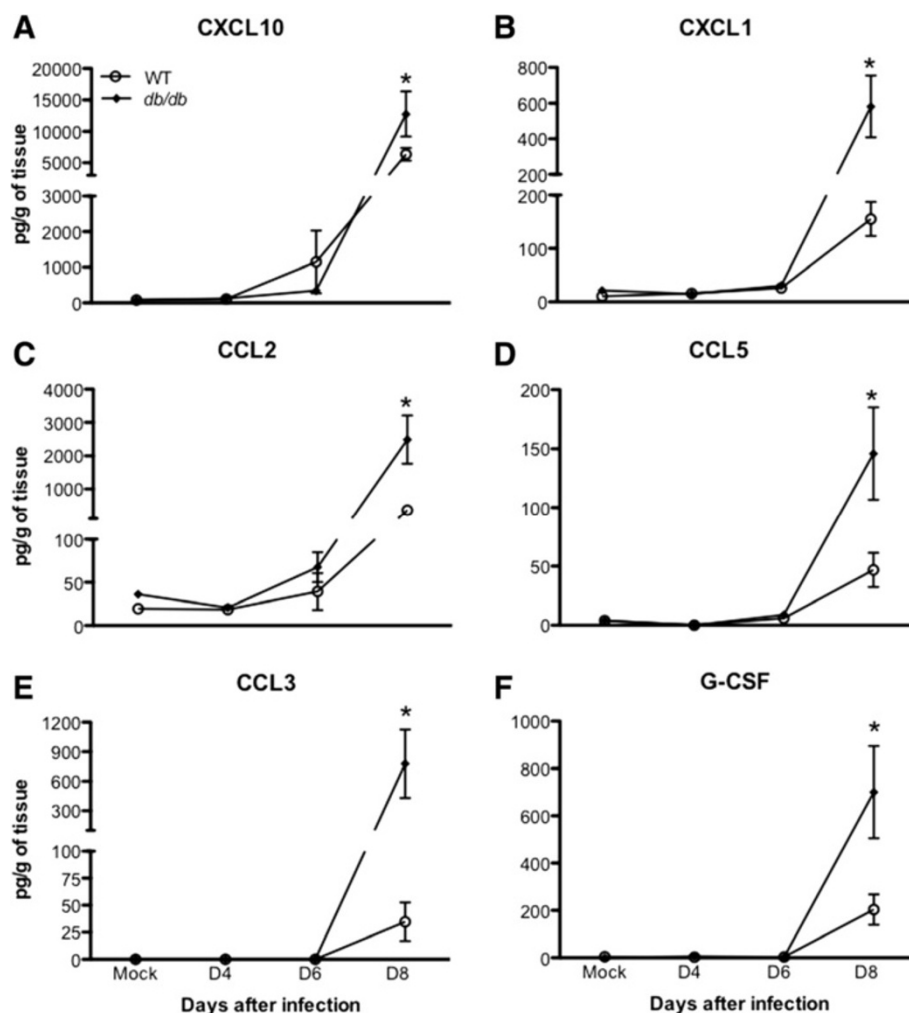 A
CXCL10
20000
15000
10000
5000
3000
2000
1000
0
pg/g of tissue
WT
db/db
*
B
CXCL1
800
600
400
200
200
100
0
*
C
CCL2
4000
3000
2000
1000
100
50
0
pg/g of tissue
*
D
CCL5
200
150
100
50
0
*
E
CCL3
1200
900
600
300
100
75
50
25
0
pg/g of tissue
*
Mock D4 D6 D8
Days after infection
F
G-CSF
1000
800
600
400
200
0
*
Mock D4 D6 D8
Days after infection